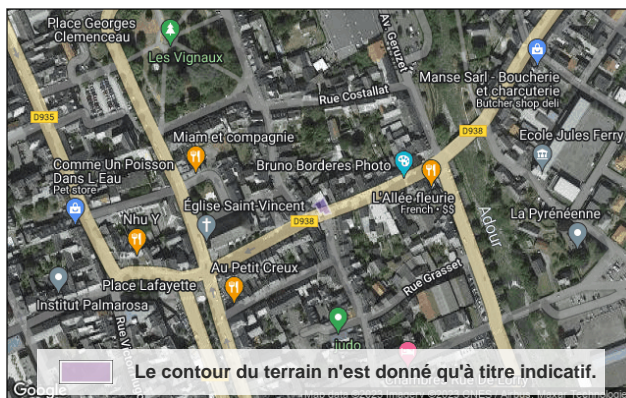 Place Georges
Clemenceau
Les Vignaux
Av. Geruzet
Manse Sarl - Boucherie
et charcuterie
Butcher shop deli
D935
Rue Costallat
D938
Miam et compagnie
Ecole Jules Ferry
Comme Un Poisson
Dans L'Eau
Pet store
Bruno Borderes Photo
L'Allée fleurie
French • $$
Nhu Y
Église Saint-Vincent
D938
Adour
La Pyrénéenne
Au Petit Creux
Place Lafayette
Rue Grasset
Institut Palmarosa
judo
Le contour du terrain n'est donné qu'à titre indicatif.
Google